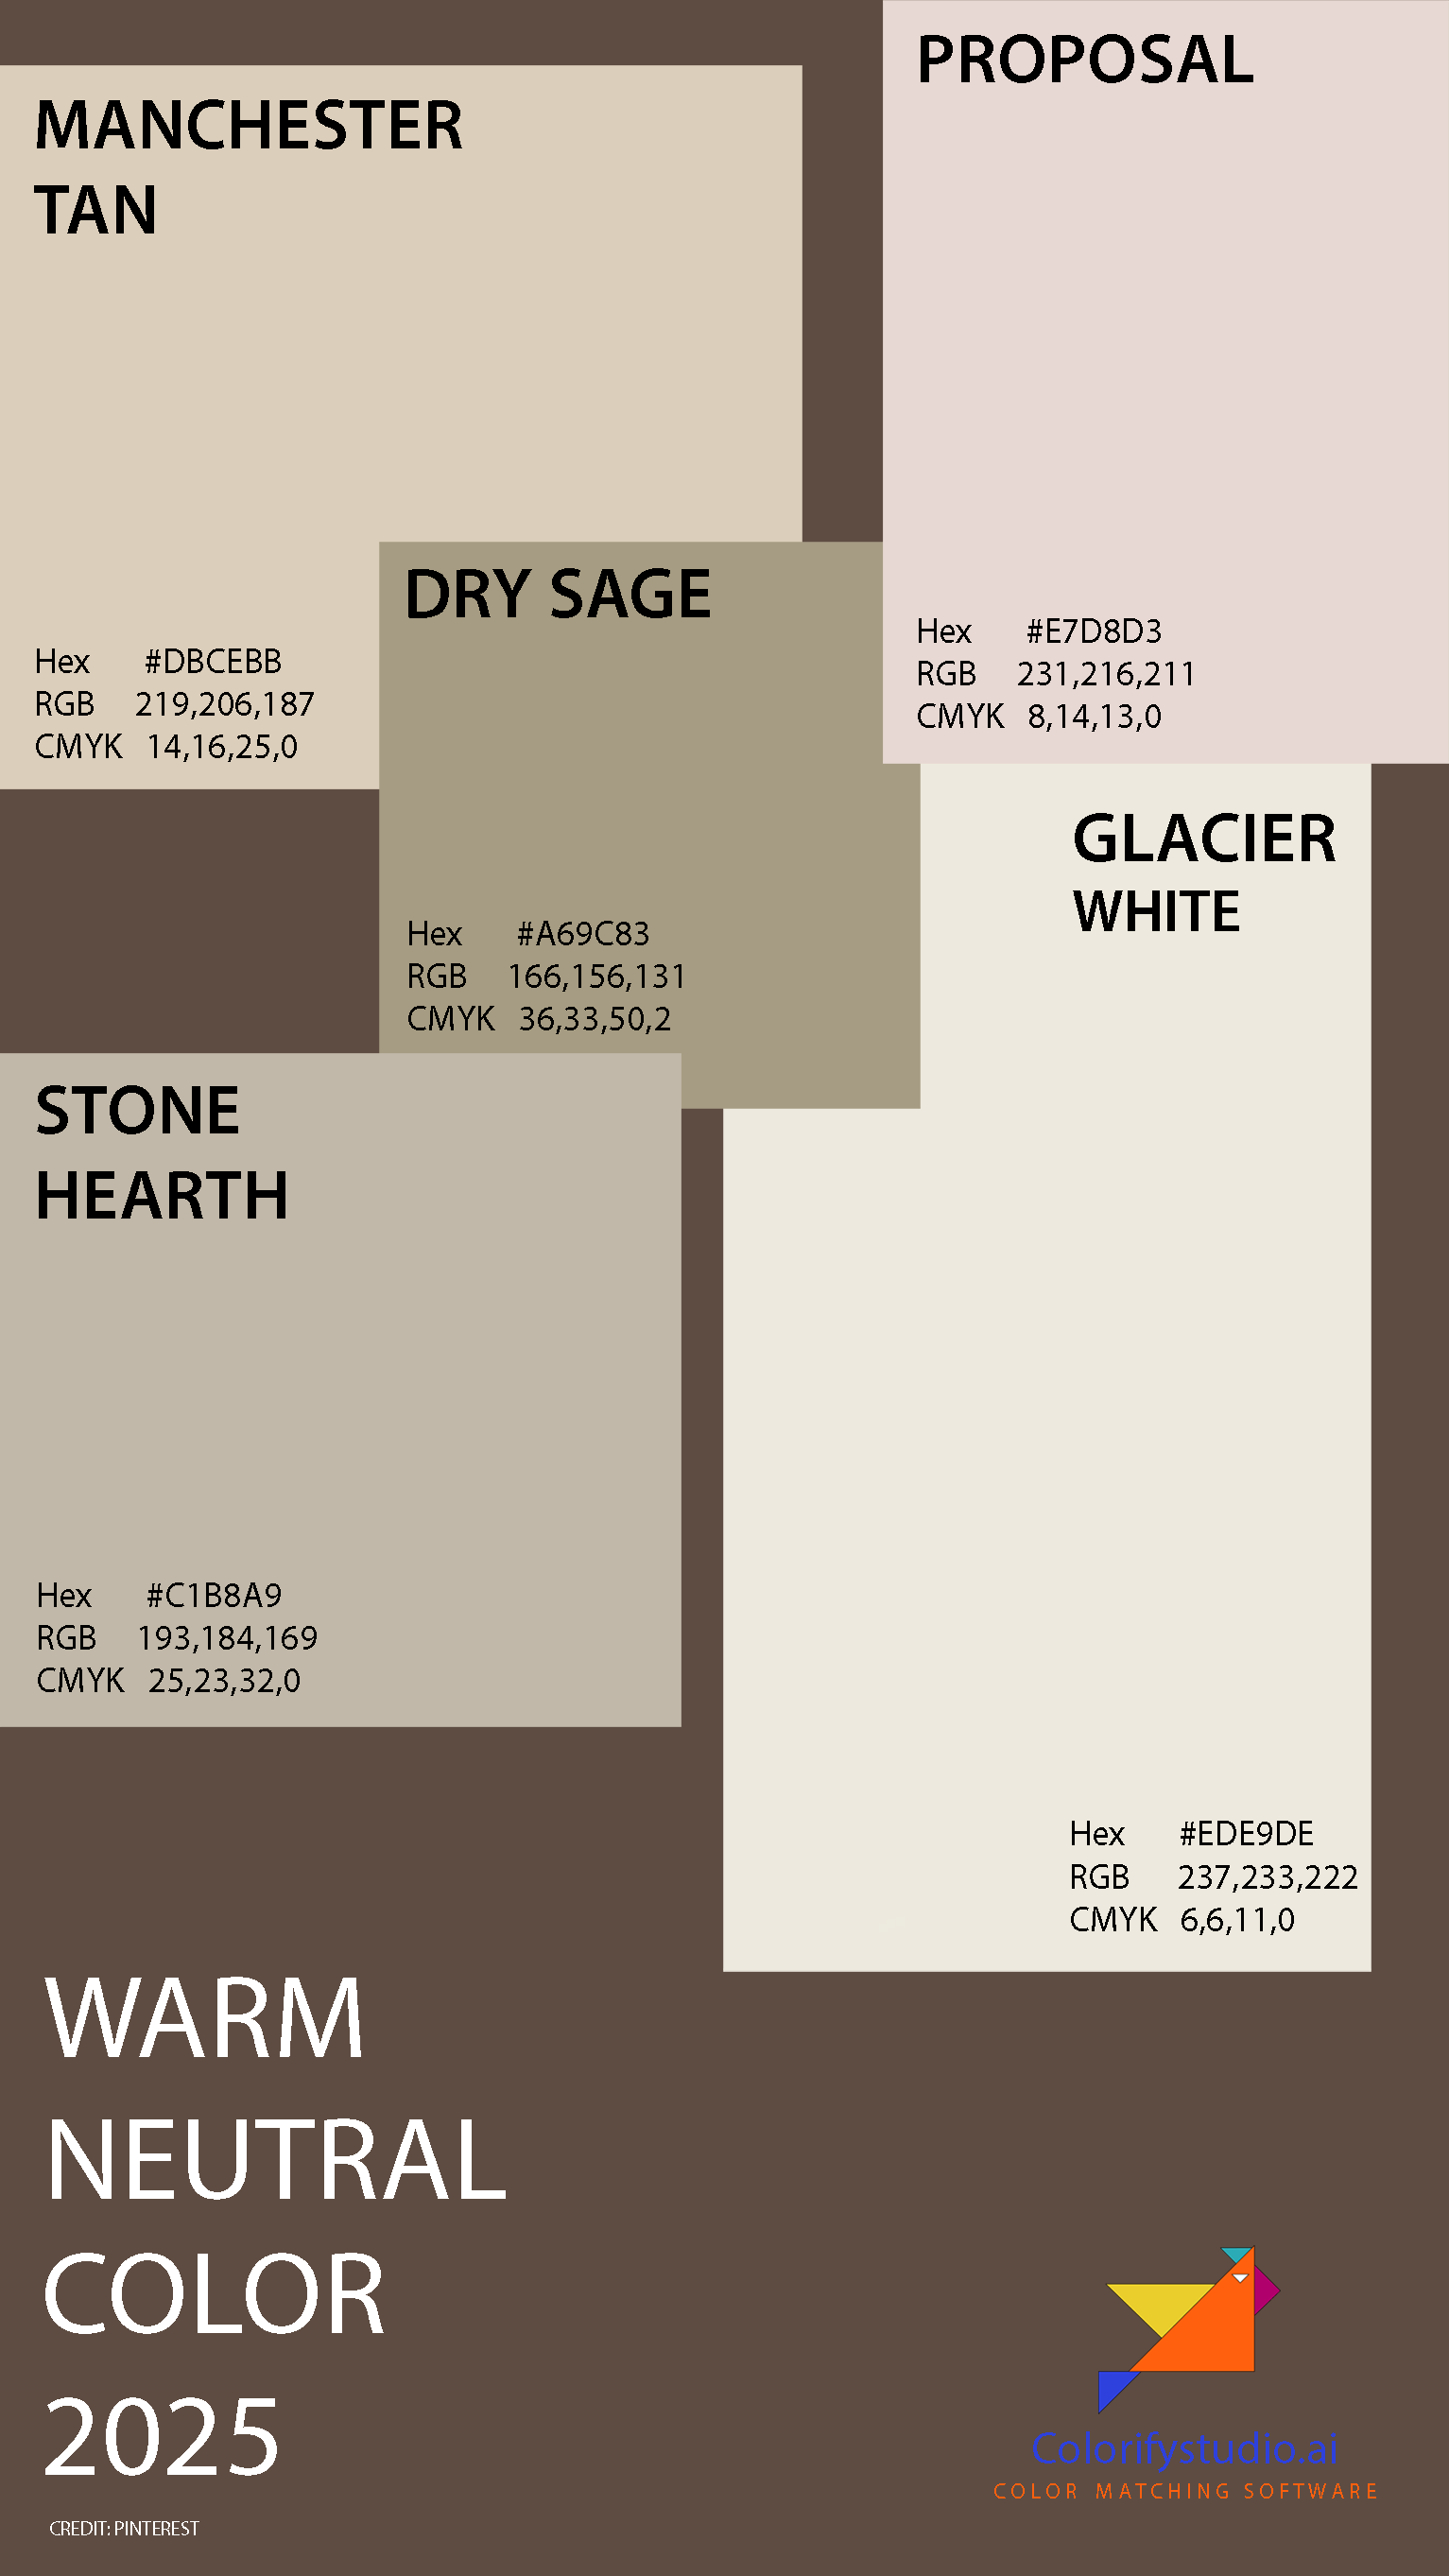 PROPOSAL
MANCHESTER
TAN
DRY SAGE
Hex #E7D8D3
RGB 231,216,211
CMYK 8,14,13,0
Hex #DBCEBB
RGB 219,206,187
CMYK 14,16,25,0
GLACIER
WHITE
Hex #A69C83
RGB 166,156,131
CMYK 36,33,50,2
STONE
HEARTH
Hex #C1B8A9
RGB 193,184,169
CMYK 25,23,32,0
Hex #EDE9DE
RGB 237,233,222
CMYK 6,6,11,0
WARM
NEUTRAL
COLOR
2025
Colorifystudio.ai
COLOR MATCHING SOFTWARE
CREDIT: PINTEREST